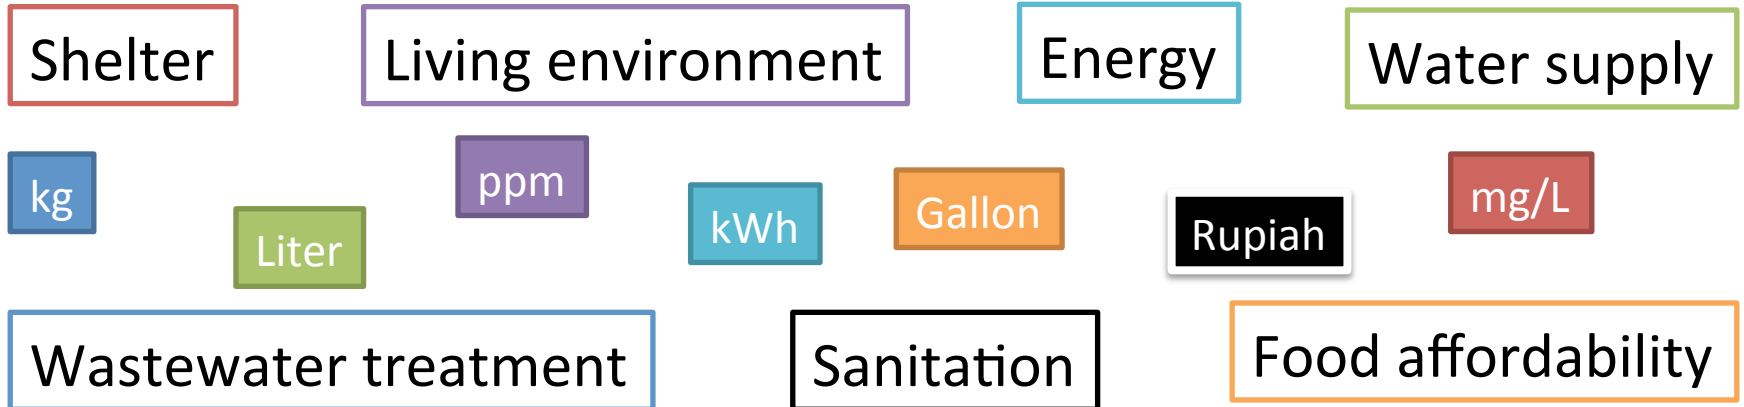 Shelter
Living environment
Energy
Water supply
kg
Liter
ppm
kWh
Gallon
Rupiah
mg/L
Wastewater treatment
Sanitation
Food affordability